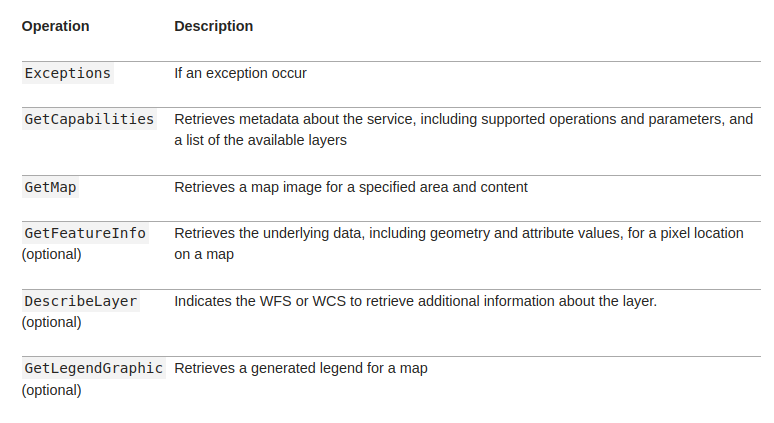 Operation Description
Exceptions If an exception occur
GetCapabilities Retrieves metadata about the service, including supported operations and parameters, and
a list of the available layers
GetMap Retrieves a map image for a specified area and content
GetFeatureInfo Retrieves the underlying data, including geometry and attribute values, for a pixel location
(optional) on a map
DescribeLayer Indicates the WFS or WCS to retrieve additional information about the layer.
(optional)
GetLegendGraphic Retrieves a generated legend for a map
(optional)